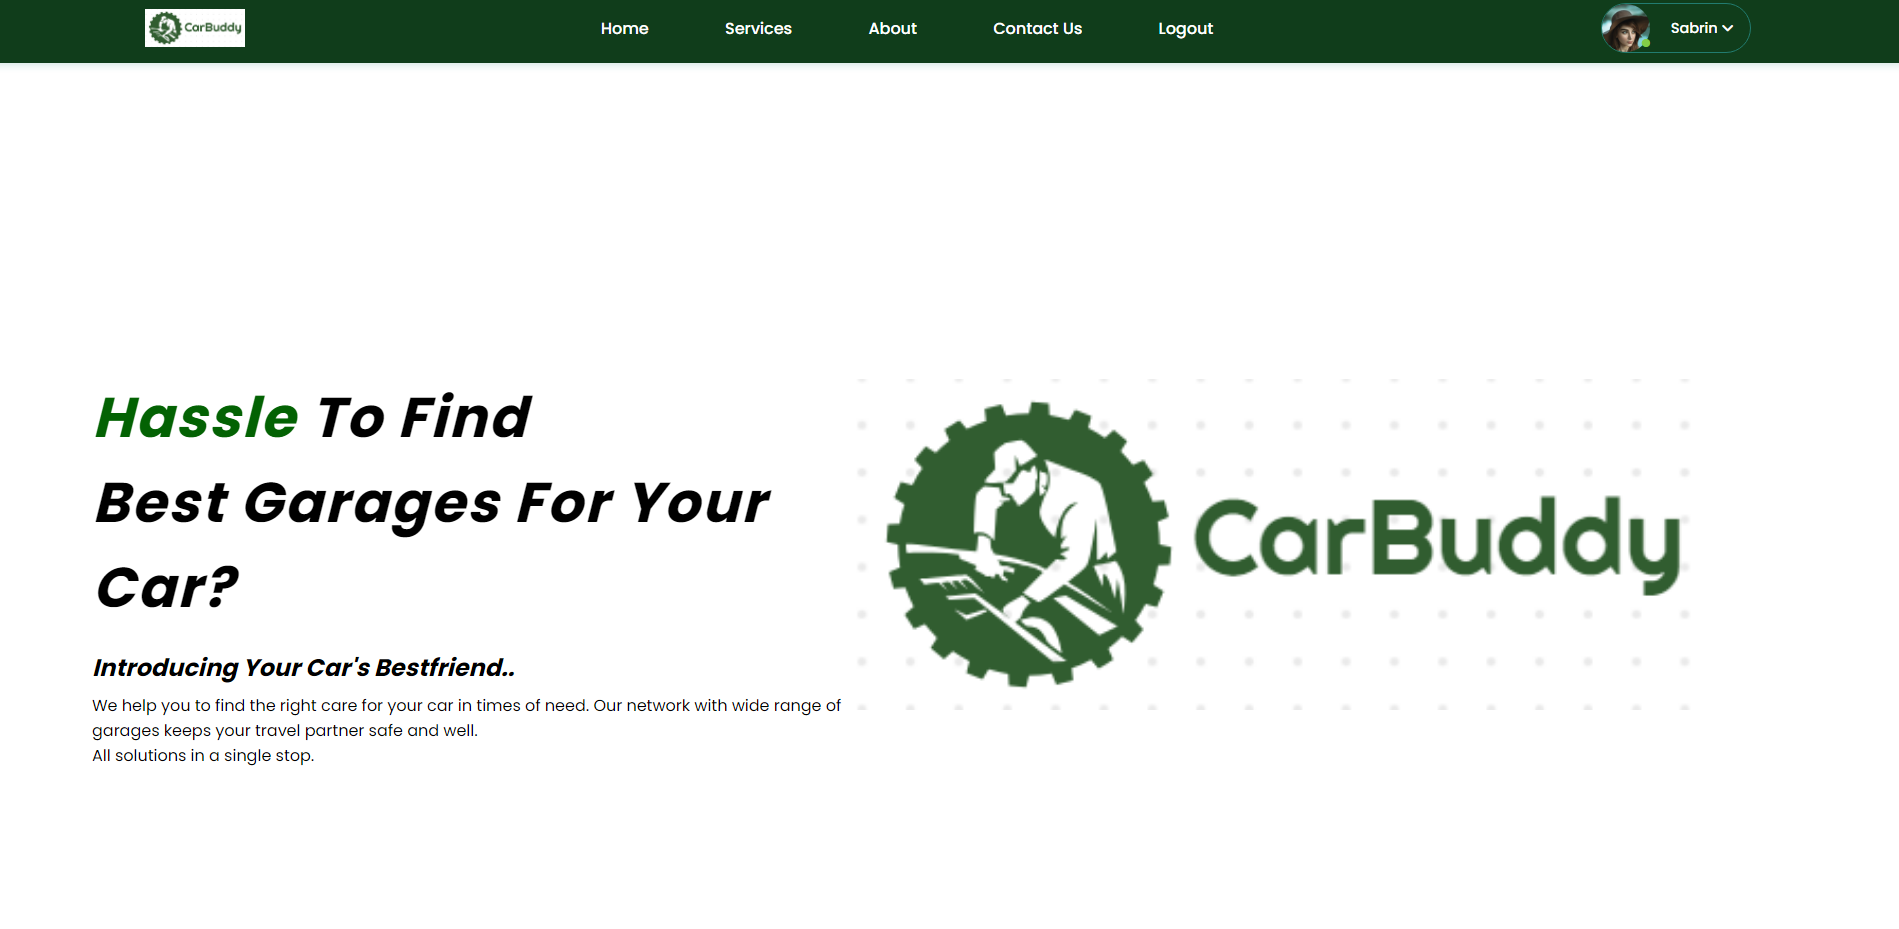 CarBuddy
Home
Services
About
Contact Us
Logout
Sabrin
Hassle To Find
Best Garages For Your
Car?
Introducing Your Car's Bestfriend..
We help you to find the right care for your car in times of need. Our network with wide range of
garages keeps your travel partner safe and well.
All solutions in a single stop.
CarBuddy